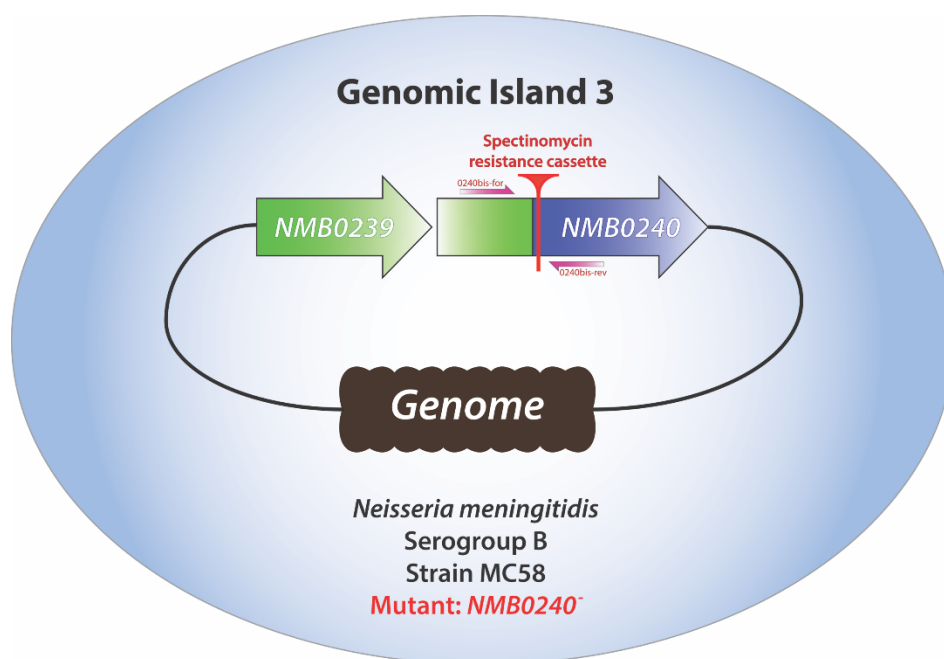 Genomic Island 3
Spectinomycin
resistance cassette
0240bis-for
NMB0239
NMB0240
0240bis-rev
Genome
Neisseria meningitidis
Serogroup B
Strain MC58
Mutant: NMB0240⁻